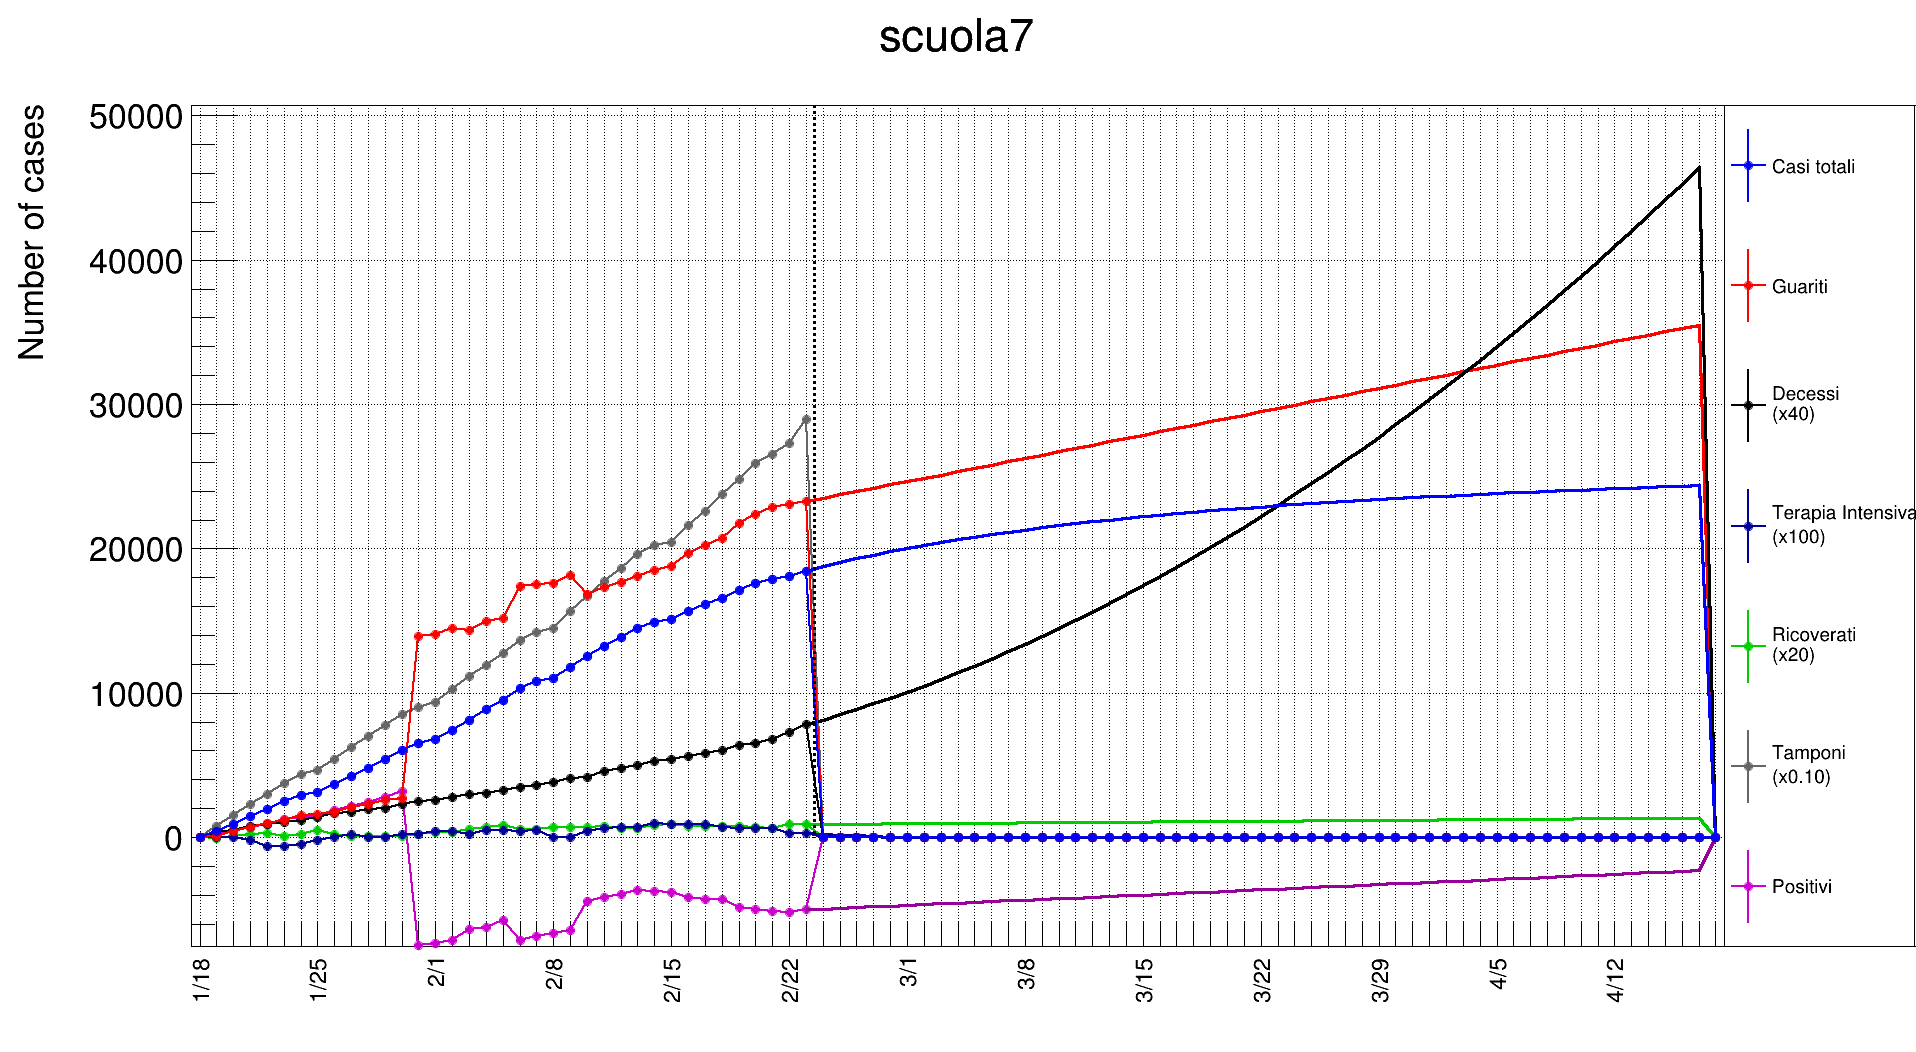 scuola7
Number of cases
50000
40000
30000
20000
10000
0
1/18
1/25
2/1
2/8
2/15
2/22
3/1
3/8
3/15
3/22
3/29
4/5
4/12
Casi totali
Guariti
Decessi
(x40)
Terapia Intensiva
(x100)
Ricoverati
(x20)
Tamponi
(x0.10)
Positivi